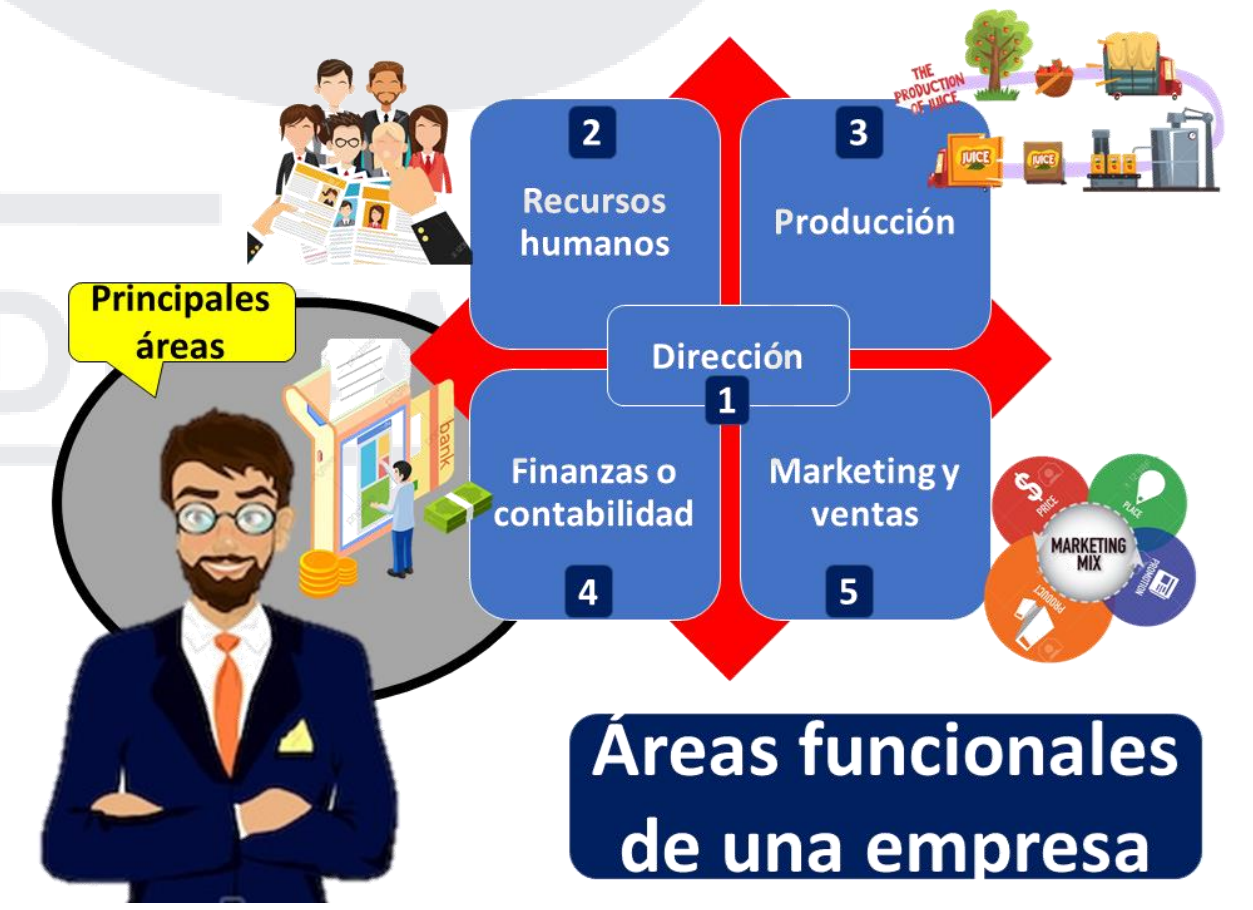 THE
PRODUCTION
OF JUICE
2
3
Recursos
humanos
Producción
JUICE
JUICE
Principales
áreas
Dirección
1
bank
Finanzas o
contabilidad
Marketing y
ventas
4
5
PRICE
PLACE
MARKETING
MIX
PROMOTION
PRODUCT
Áreas funcionales
de una empresa